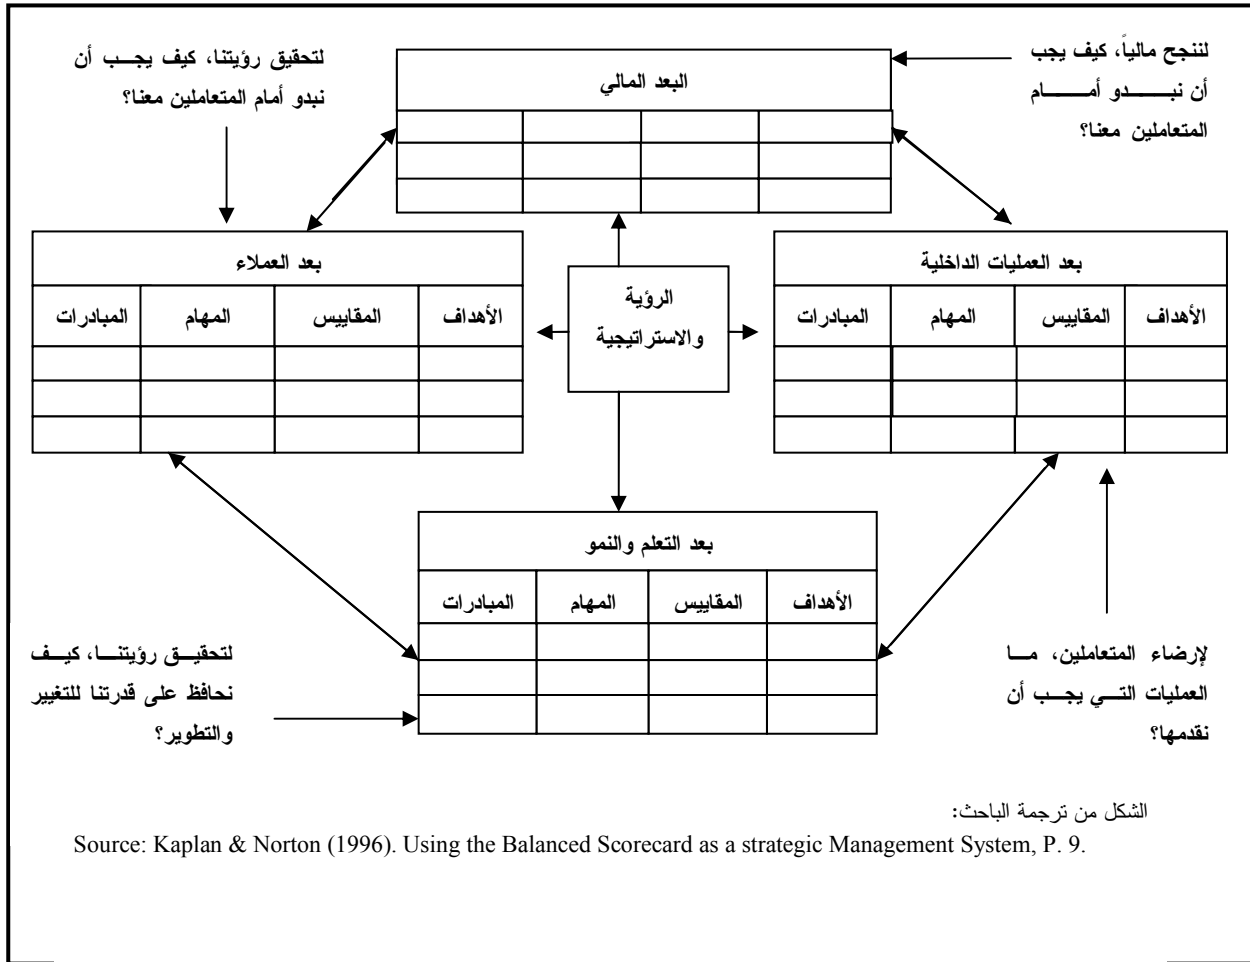 لننجح مالياً، كيف يجب
أن نبدو أمام
المتعاملين معنا؟
لتحقيق رؤيتنا، كيف يجب أن
نبدو أمام المتعاملين معنا؟
البعد المالي
بعد العمليات الداخلية
الأهداف المقاييس المهام المبادرات
الرؤية
والاستراتيجية
بعد العملاء
الأهداف المقاييس المهام المبادرات
بعد التعلم والنمو
الأهداف المقاييس المهام المبادرات
لإرضاء المتعاملين، ما
العمليات التي يجب أن
نقدمها؟
لتحقيق رؤيتنا، كيف
نحافظ على قدرتنا للتغيير
والتطوير؟
الشكل من ترجمة الباحث:
Source: Kaplan & Norton (1996). Using the Balanced Scorecard as a strategic Management System, P. 9.